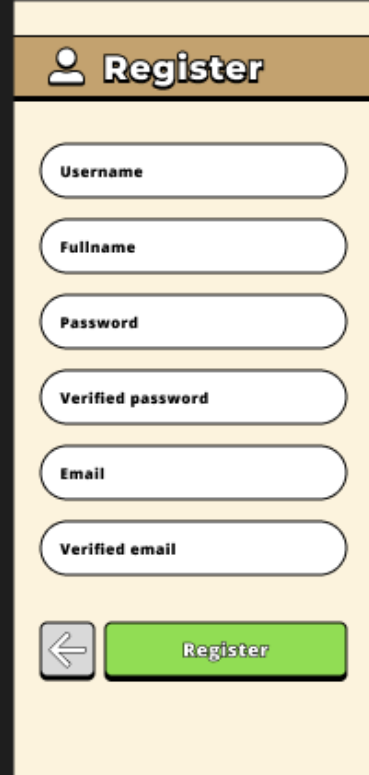 Register
Username
Fullname
Password
Verified password
Email
Verified email
Register